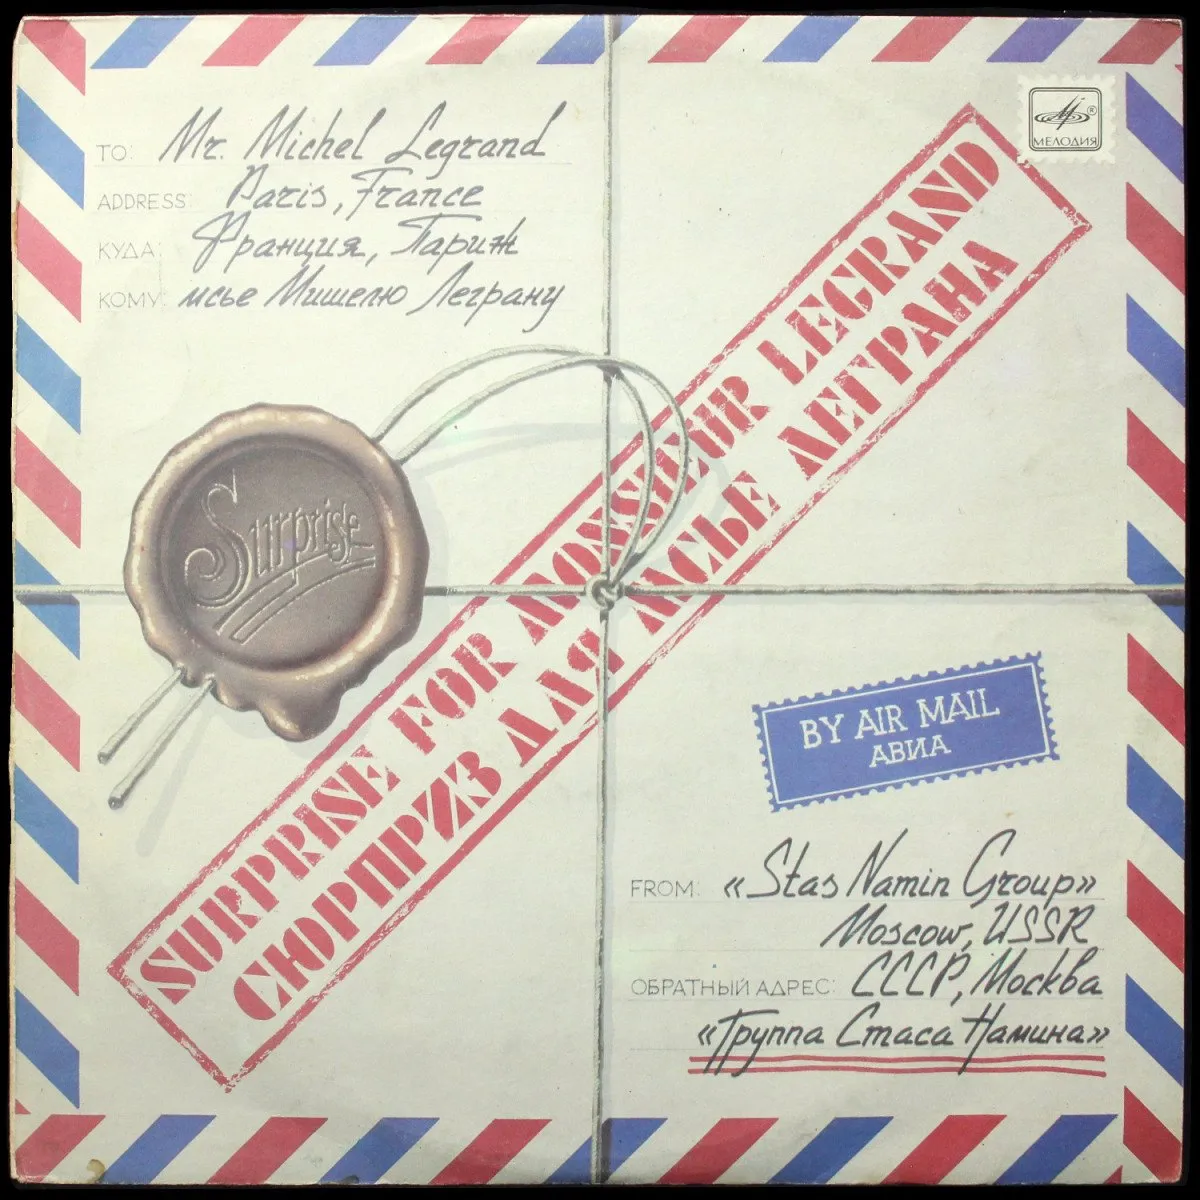 TO: Mr. Michel Legrand
ADDRESS: Paris, France
КУДА: Франция, Париж
КОМУ: мсье Мишелю Леграну
® МЕЛОДИЯ
SURPRISE FOR MONSIEUR LEGRAND
СЮРПРИЗ ДЛЯ МСЬЕ ЛЕГРАНА
Surprise
BY AIR MAIL
АВИА
FROM: «Stas Namin Group»
Moscow, USSR
ОБРАТНЫЙ АДРЕС: СССР, Москва
«Группа Стаса Намина»